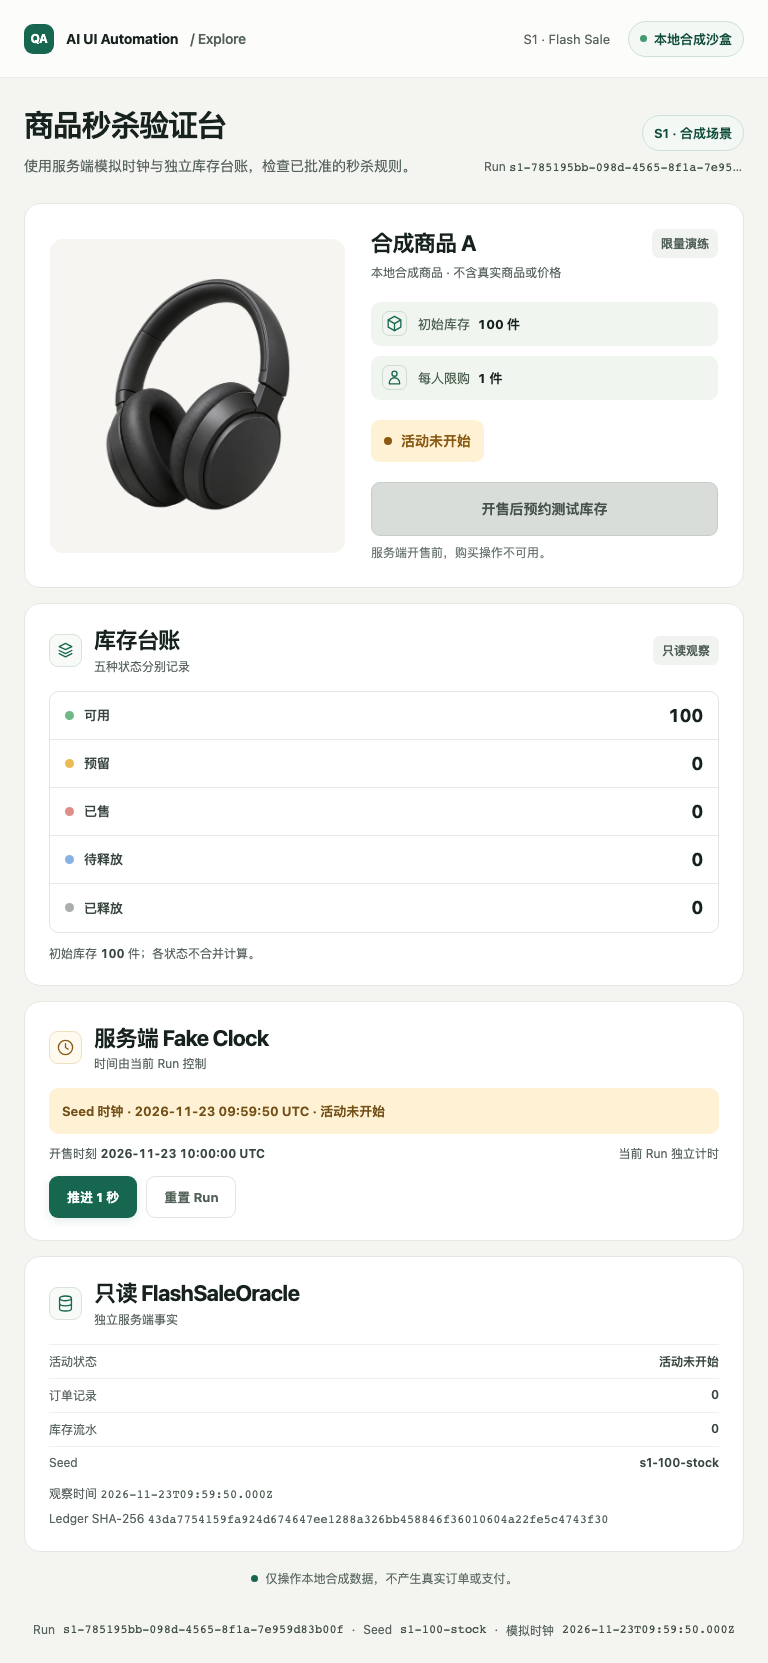 QA AI UI Automation / Explore S1 · Flash Sale 本地合成沙盒
商品秒杀验证台
S1 · 合成场景
使用服务端模拟时钟与独立库存台账，检查已批准的秒杀规则。
Run s1-785195bb-098d-4565-8f1a-7e95…
合成商品 A
限量演练
本地合成商品 · 不含真实商品或价格
初始库存 100 件
每人限购 1 件
活动未开始
开售后预约测试库存
服务端开售前，购买操作不可用。
库存台账
五种状态分别记录
只读观察
可用 100
预留 0
已售 0
待释放 0
已释放 0
初始库存 100 件；各状态不合并计算。
服务端 Fake Clock
时间由当前 Run 控制
Seed 时钟 · 2026-11-23 09:59:50 UTC · 活动未开始
开售时刻 2026-11-23 10:00:00 UTC 当前 Run 独立计时
推进 1 秒 重置 Run
只读 FlashSaleOracle
独立服务端事实
活动状态 活动未开始
订单记录 0
库存流水 0
Seed s1-100-stock
观察时间 2026-11-23T09:59:50.000Z
Ledger SHA-256 43da7754159fa924d674647ee1288a326bb458846f36010604a22fe5c4743f30
仅操作本地合成数据，不产生真实订单或支付。
Run s1-785195bb-098d-4565-8f1a-7e959d83b00f · Seed s1-100-stock · 模拟时钟 2026-11-23T09:59:50.000Z